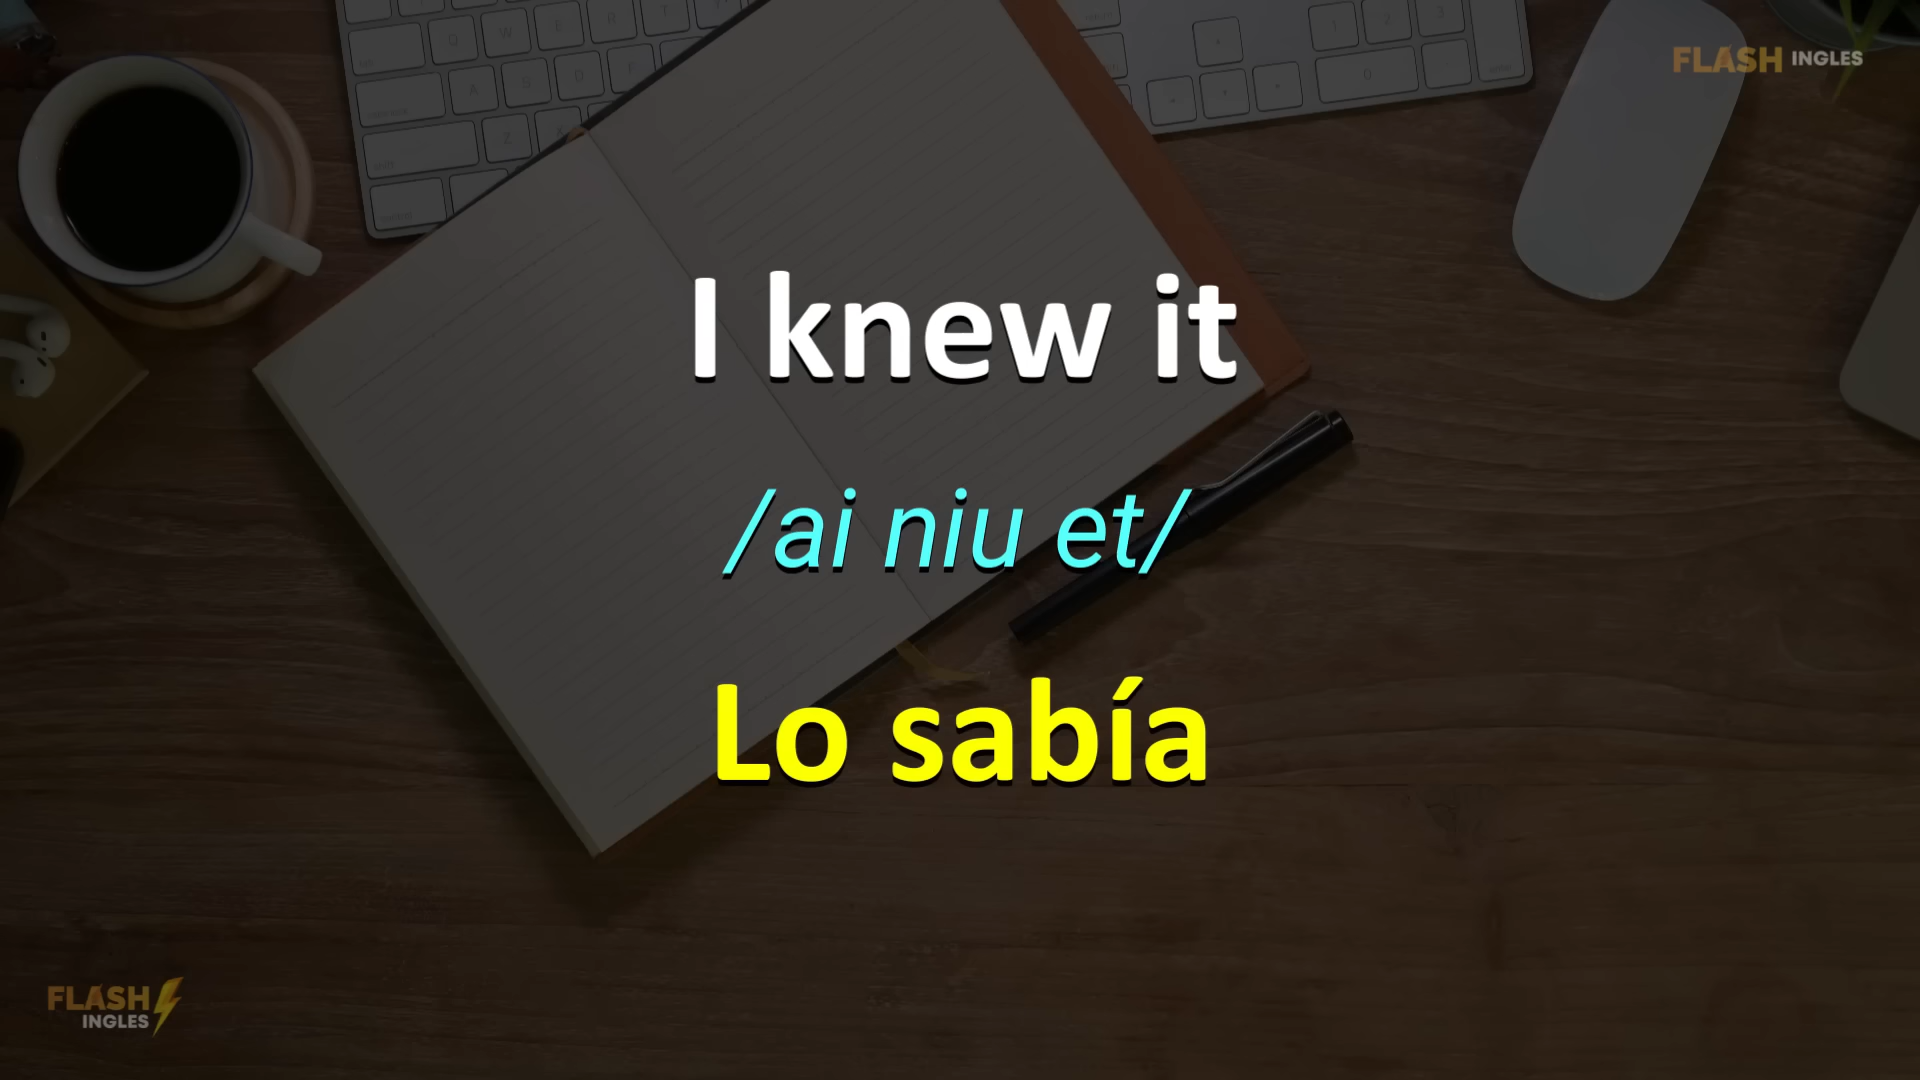 FLASH INGLES
I knew it
/ai niu et/
Lo sabía
FLASH
INGLES